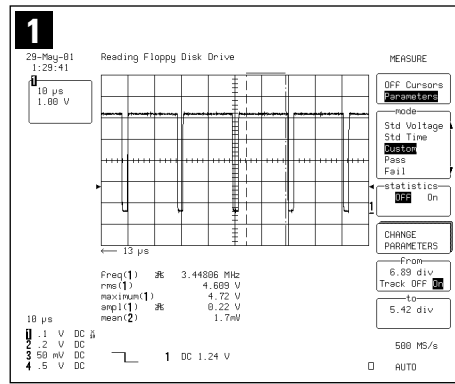 1
29-May-01
1:29:41
Reading Floppy Disk Drive
MEASURE
1
10 µs
1.00 V
OFF Cursors
Parameters
mode
Std Voltage
Std Time
Custom
Pass
Fail
statistics
OFF On
1
CHANGE
PARAMETERS
13 µs
From
6.89 div
Track OFF On
to
5.42 div
freq(1) 3.44806 MHz
rms(1) 4.609 V
maximum(1) 4.72 V
ampl(1) 0.22 V
mean(2) 1.7mV
10 µs
1 .1 V DC
2 .2 V DC
3 50 mV DC
4 .5 V DC
1 DC 1.24 V
500 MS/s
AUTO